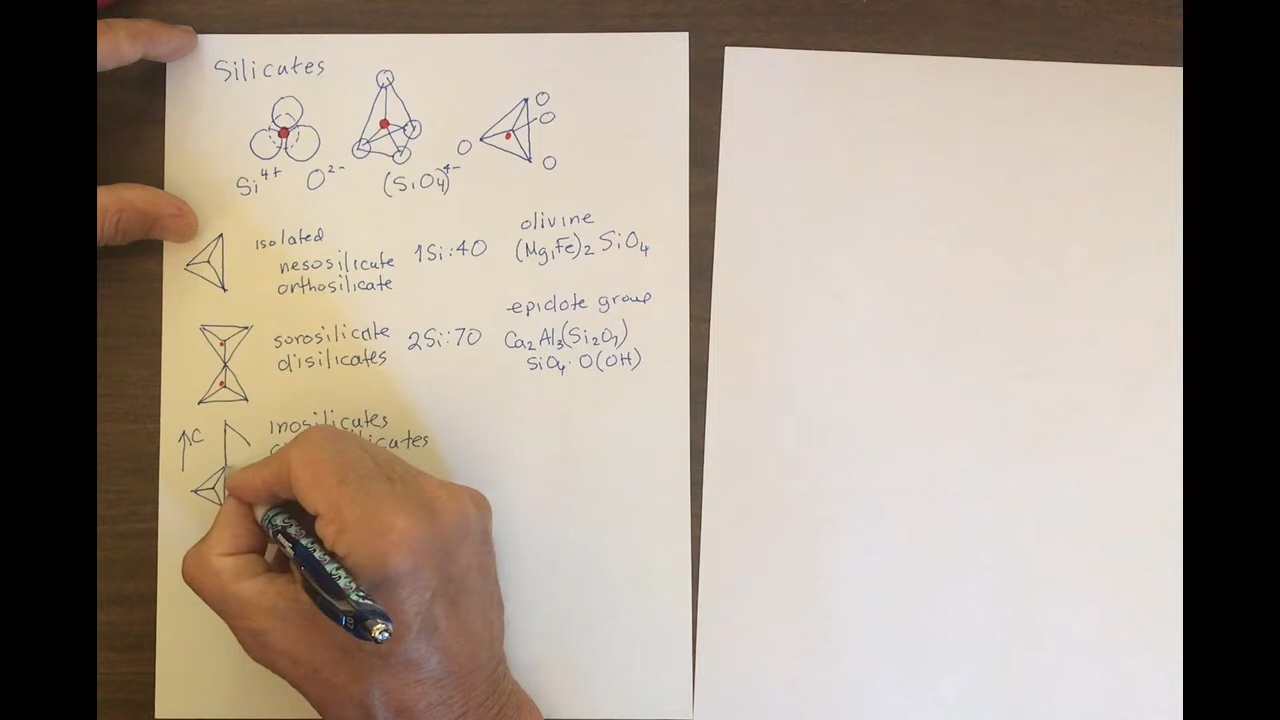 Silicates
Si⁴⁺ O²⁻ (SiO₄)⁴⁻
isolated
nesosilicate
orthosilicate
1Si:4O
olivine
(Mg,Fe)₂ SiO₄
sorosilicate
disilicates
2Si:7O
epidote group
Ca₂Al₃(Si₂O₇)
SiO₄·O(OH)
C
Inosilicates